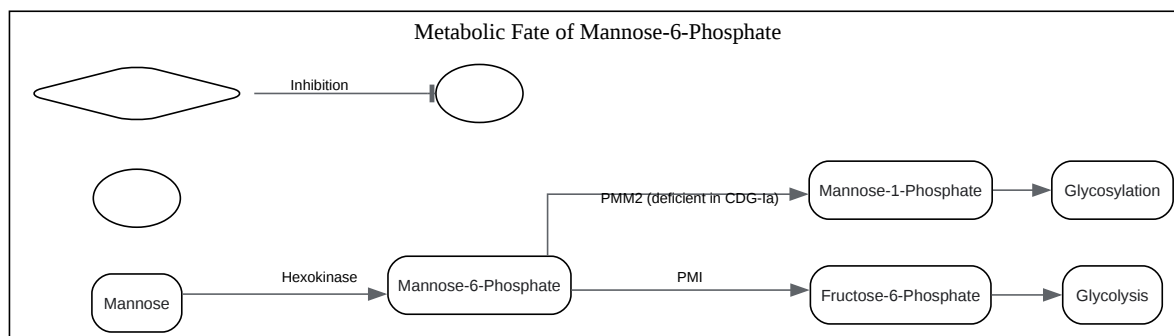 Metabolic Fate of Mannose-6-Phosphate
Inhibition
PMM2 (deficient in CDG-Ia)
Mannose-1-Phosphate
Glycosylation
Mannose
Hexokinase
Mannose-6-Phosphate
PMI
Fructose-6-Phosphate
Glycolysis